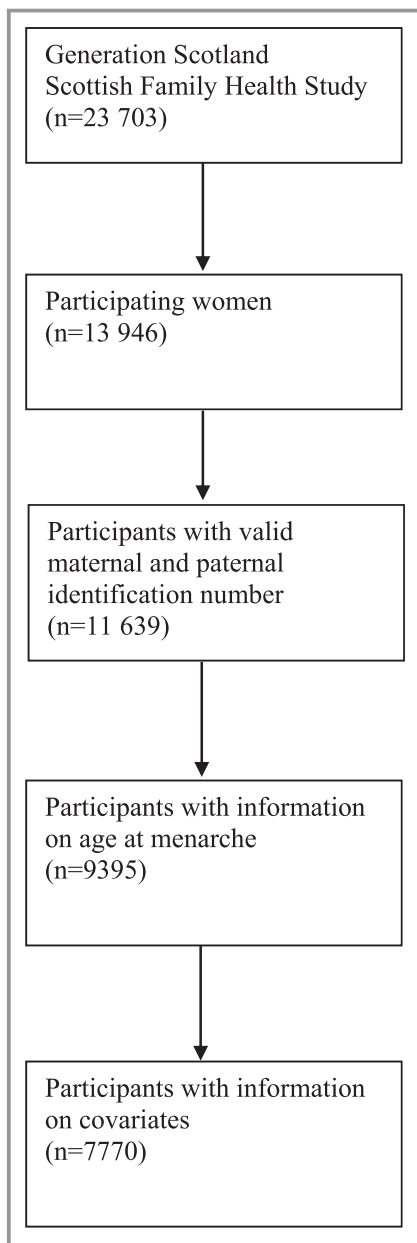 Generation Scotland
Scottish Family Health Study
(n=23 703)
Participating women
(n=13 946)
Participants with valid
maternal and paternal
identification number
(n=11 639)
Participants with information
on age at menarche
(n=9395)
Participants with information
on covariates
(n=7770)